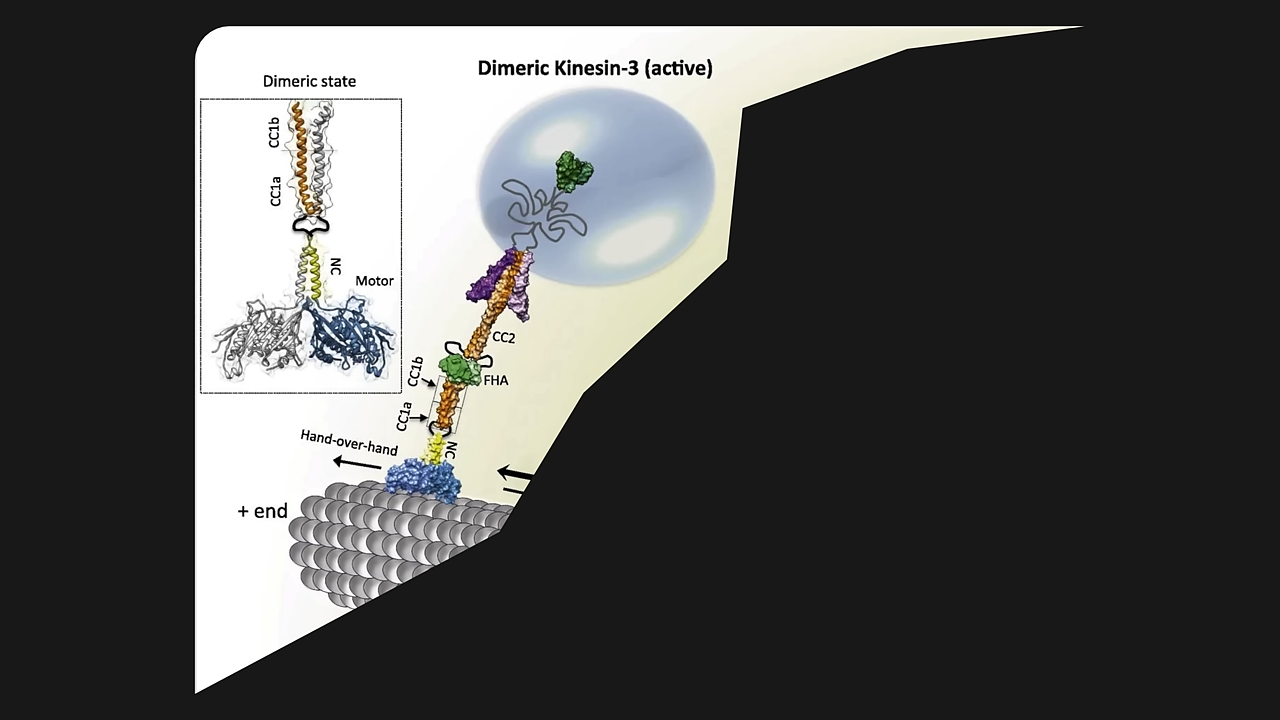 Dimeric Kinesin-3 (active)
Dimeric state
CC1b
CC1a
NC
Motor
CC2
CC1b
FHA
CC1a
NC
Hand-over-hand
+ end